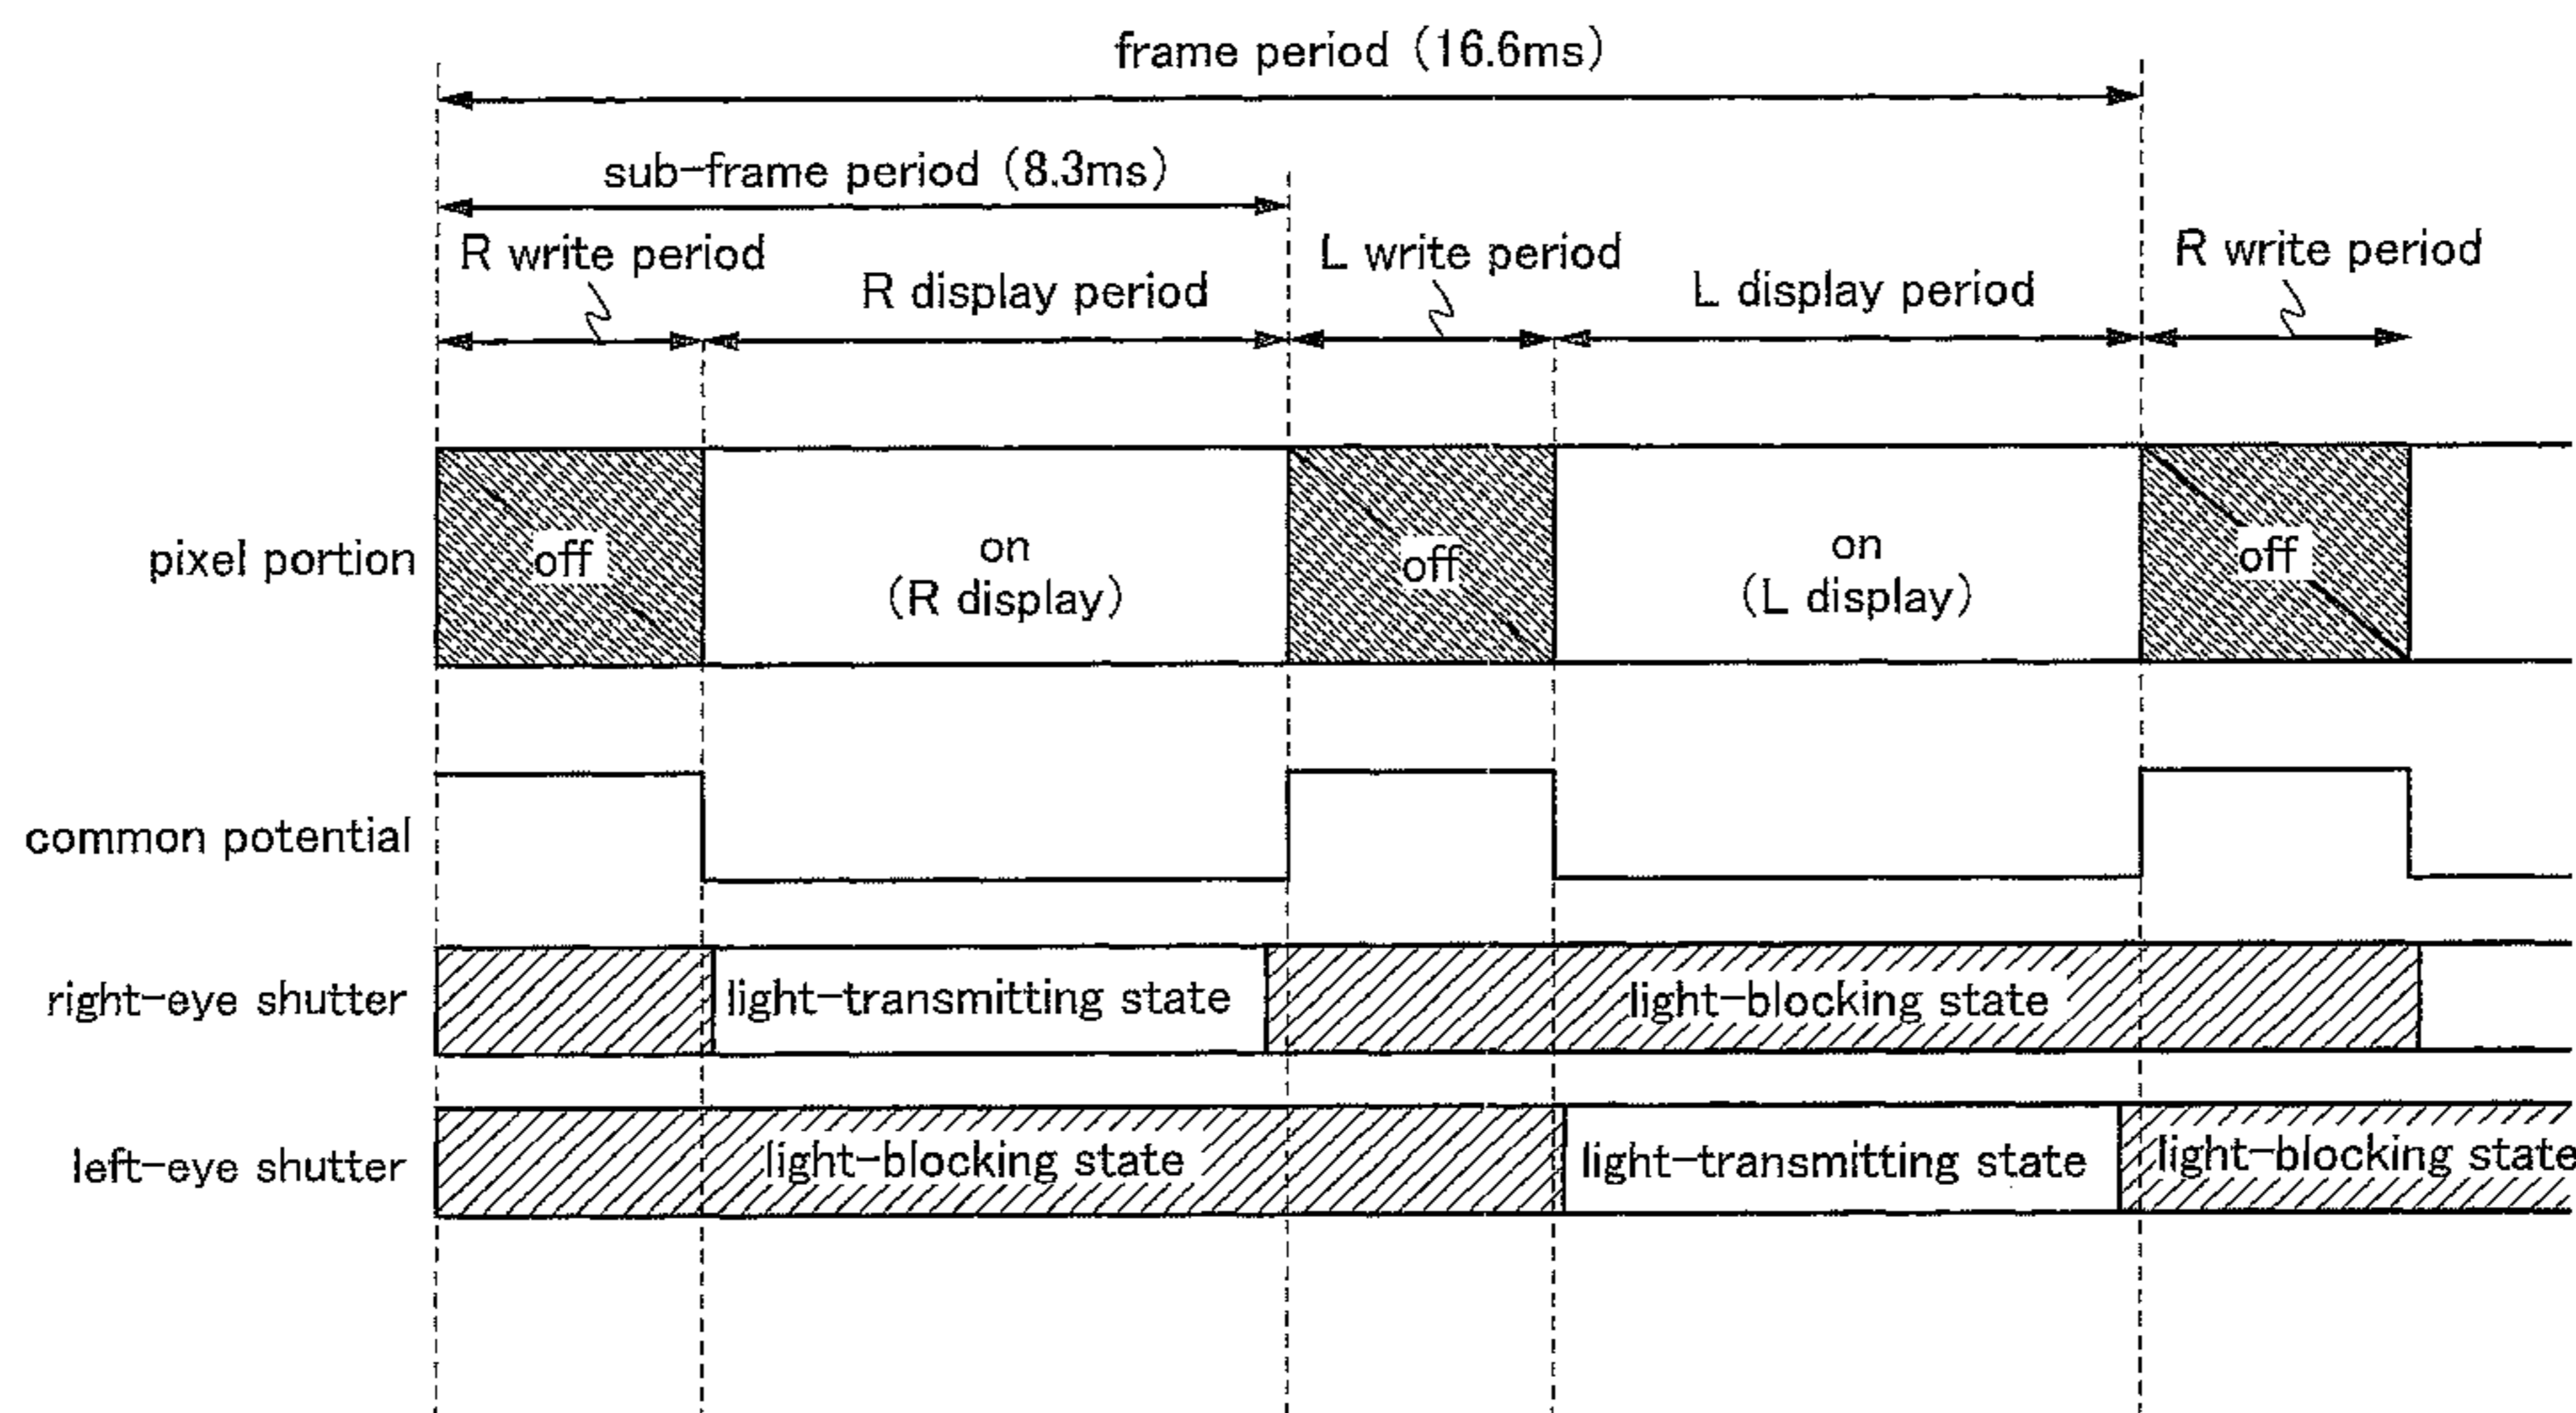 frame period (16.6ms)
sub-frame period (8.3ms)
R write period
R display period
L write period
L display period
R write period
pixel portion
off
on
(R display)
off
on
(L display)
off
common potential
right-eye shutter
light-transmitting state
light-blocking state
left-eye shutter
light-blocking state
light-transmitting state
light-blocking state